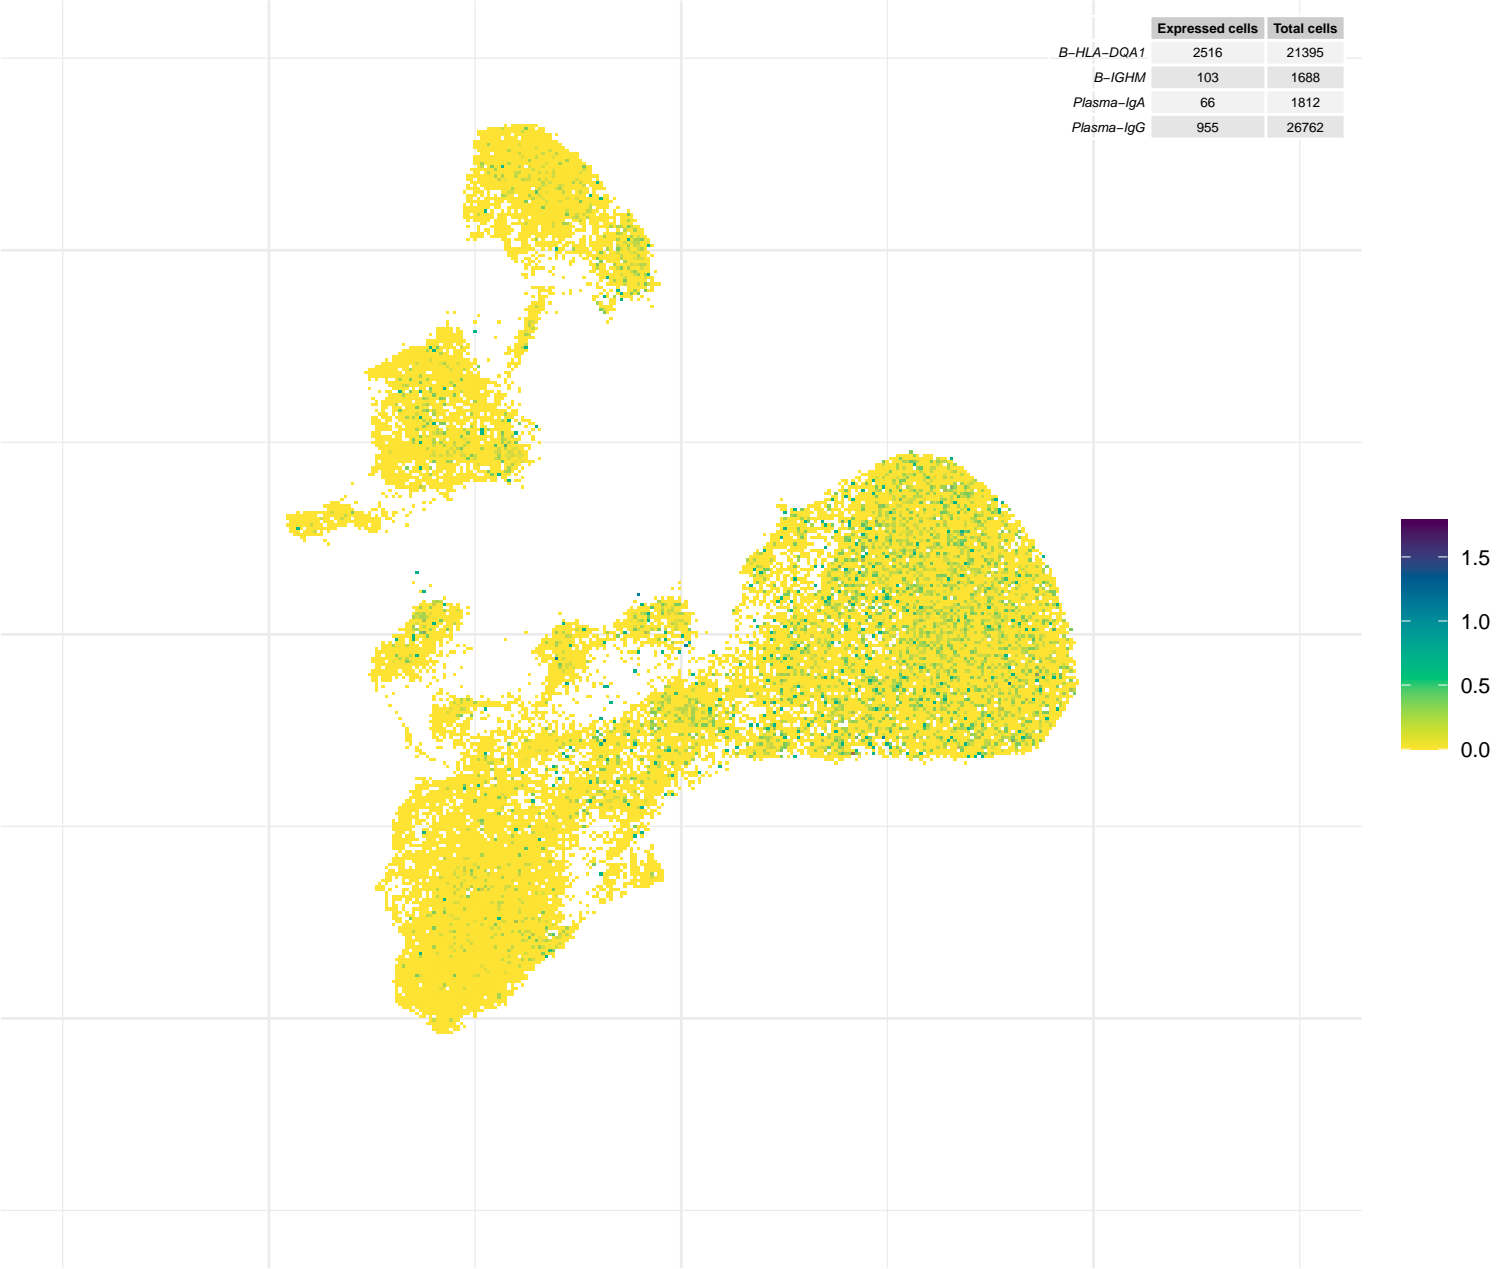 Expressed cells Total cells
B−HLA−DQA1 2516 21395
B−IGHM 103 1688
Plasma−IgA 66 1812
Plasma−IgG 955 26762
1.5
1.0
0.5
0.0